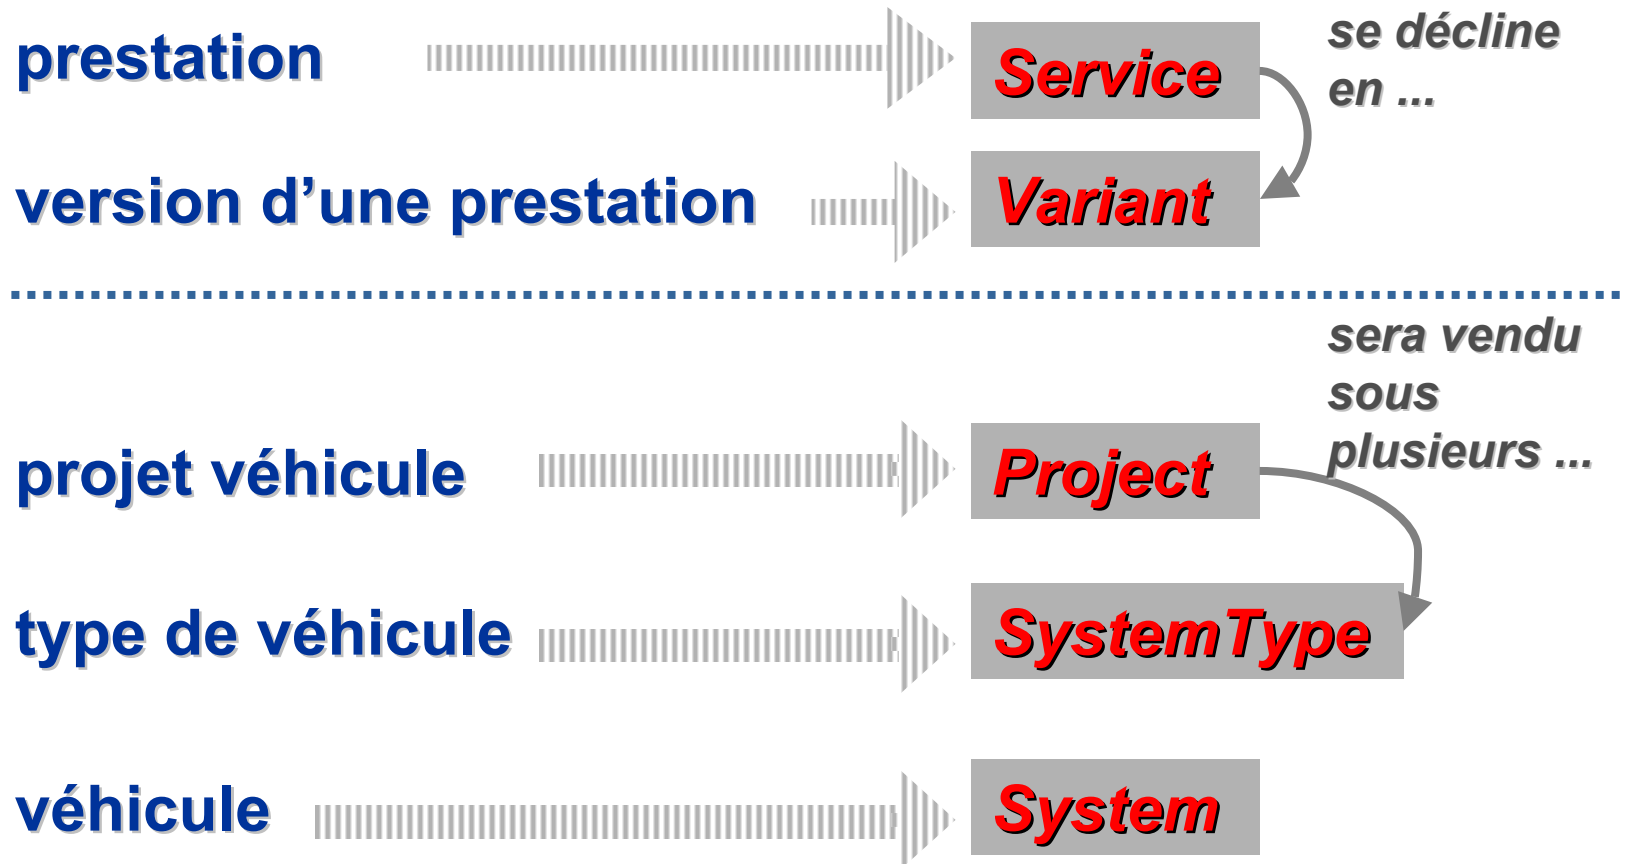 prestation
Service
se décline
en ...
version d’une prestation
Variant
sera vendu
sous
plusieurs ...
projet véhicule
Project
type de véhicule
SystemType
véhicule
System